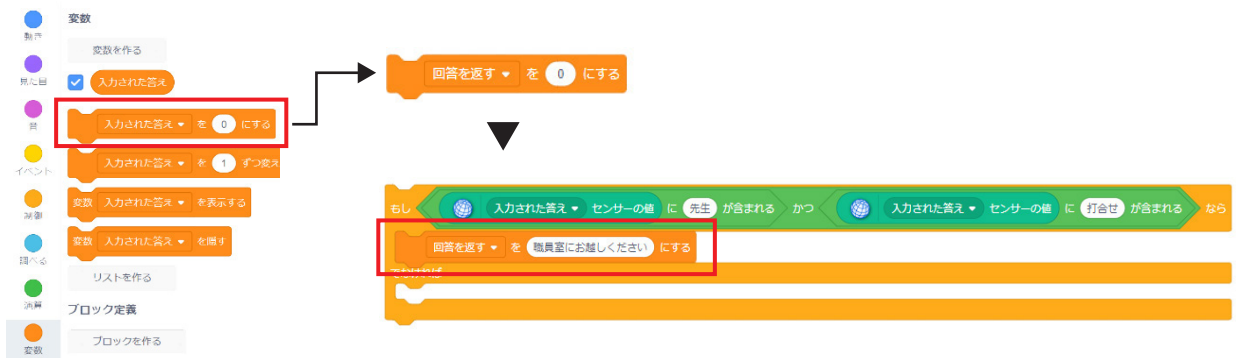 変数
動き
変数を作る
見た目
入力された答え
回答を返す を 0 にする
音
入力された答え を 0 にする
イベント
入力された答え を 1 ずつ変え
制御
変数 入力された答え を表示する
もし 入力された答え センサーの値 に 先生 が含まれる かつ 入力された答え センサーの値 に 打合せ が含まれる なら
調べる
変数 入力された答え を隠す
回答を返す を 職員室にお越しください にする
でなければ
リストを作る
演算
ブロック定義
変数
ブロックを作る